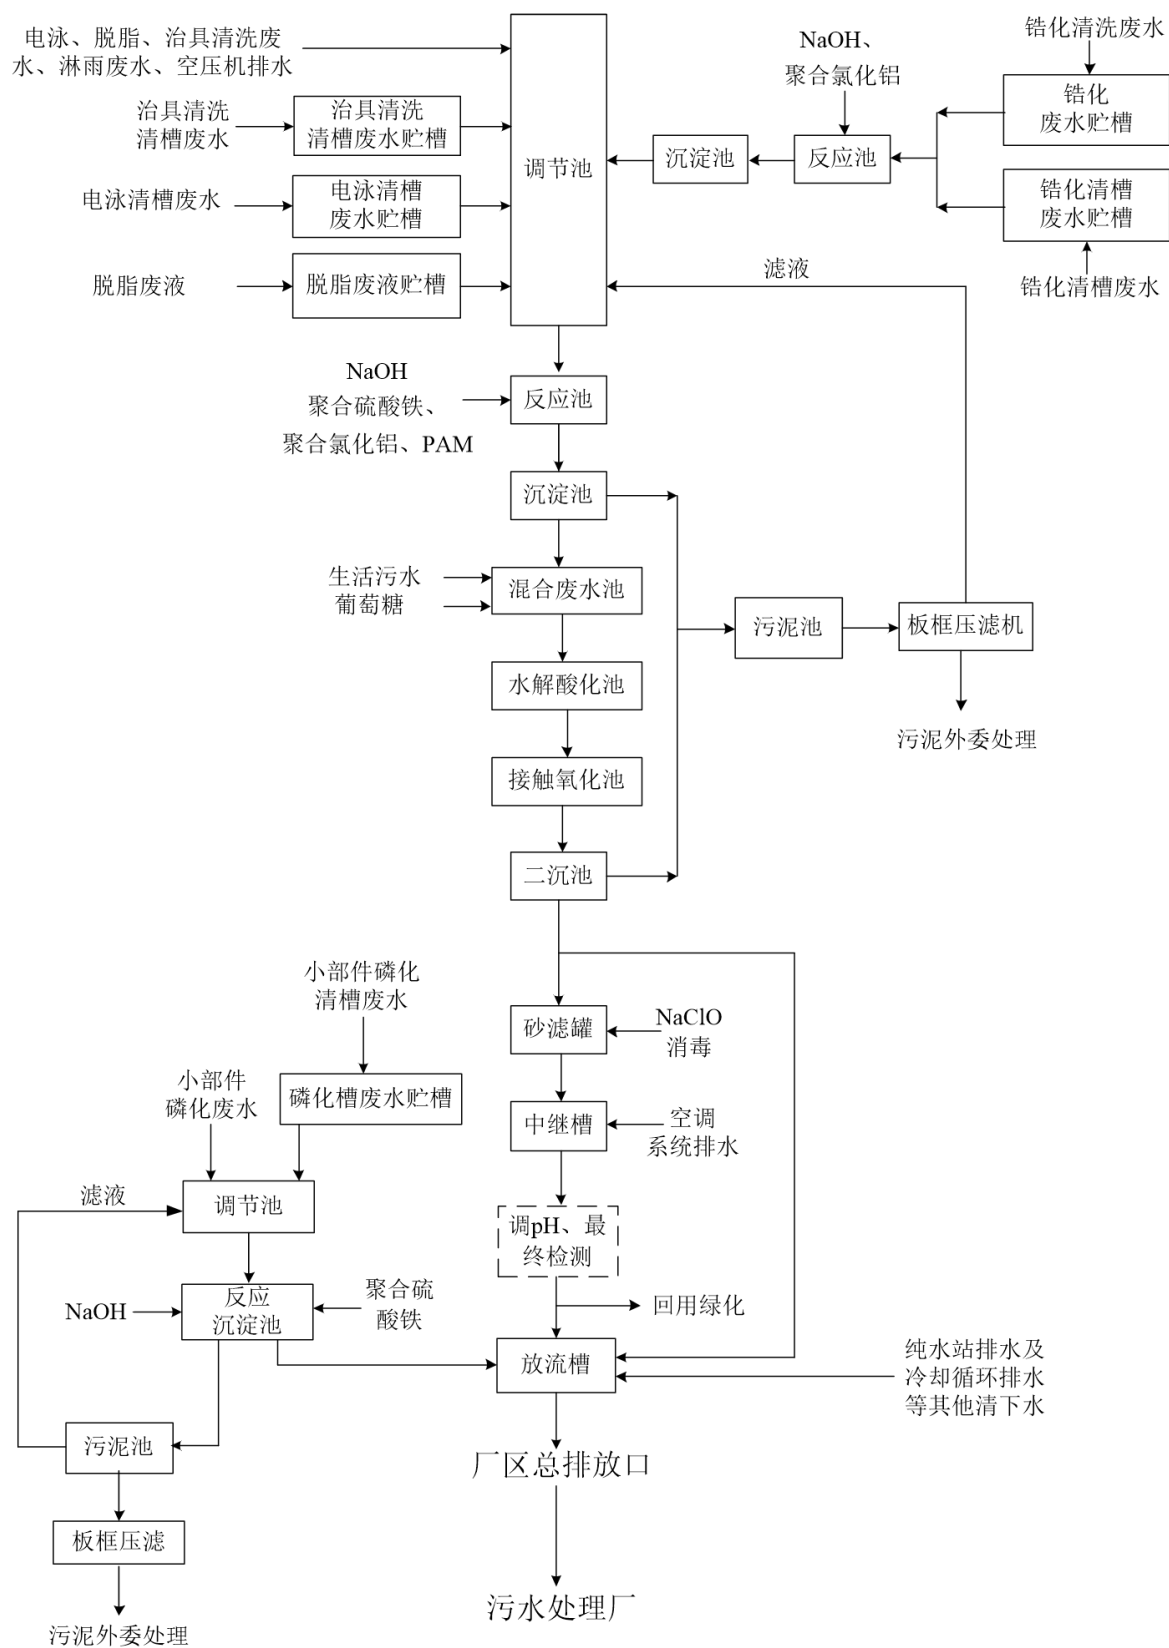 电泳、脱脂、治具清洗废
水、淋雨废水、空压机排水
治具清洗
清槽废水
治具清洗
清槽废水贮槽
电泳清槽废水
电泳清槽
废水贮槽
脱脂废液
脱脂废液贮槽
调节池
沉淀池
NaOH、
聚合氯化铝
反应池
锆化清洗废水
锆化
废水贮槽
锆化清槽
废水贮槽
锆化清槽废水
滤液
NaOH
聚合硫酸铁、
聚合氯化铝、PAM
反应池
沉淀池
生活污水
葡萄糖
混合废水池
污泥池
板框压滤机
污泥外委处理
水解酸化池
接触氧化池
二沉池
砂滤罐
NaClO
消毒
中继槽
空调
系统排水
调pH、最
终检测
回用绿化
放流槽
纯水站排水及
冷却循环排水
等其他清下水
厂区总排放口
污水处理厂
小部件磷化
清槽废水
磷化槽废水贮槽
小部件
磷化废水
滤液
调节池
NaOH
反应
沉淀池
聚合硫
酸铁
污泥池
板框压滤
污泥外委处理